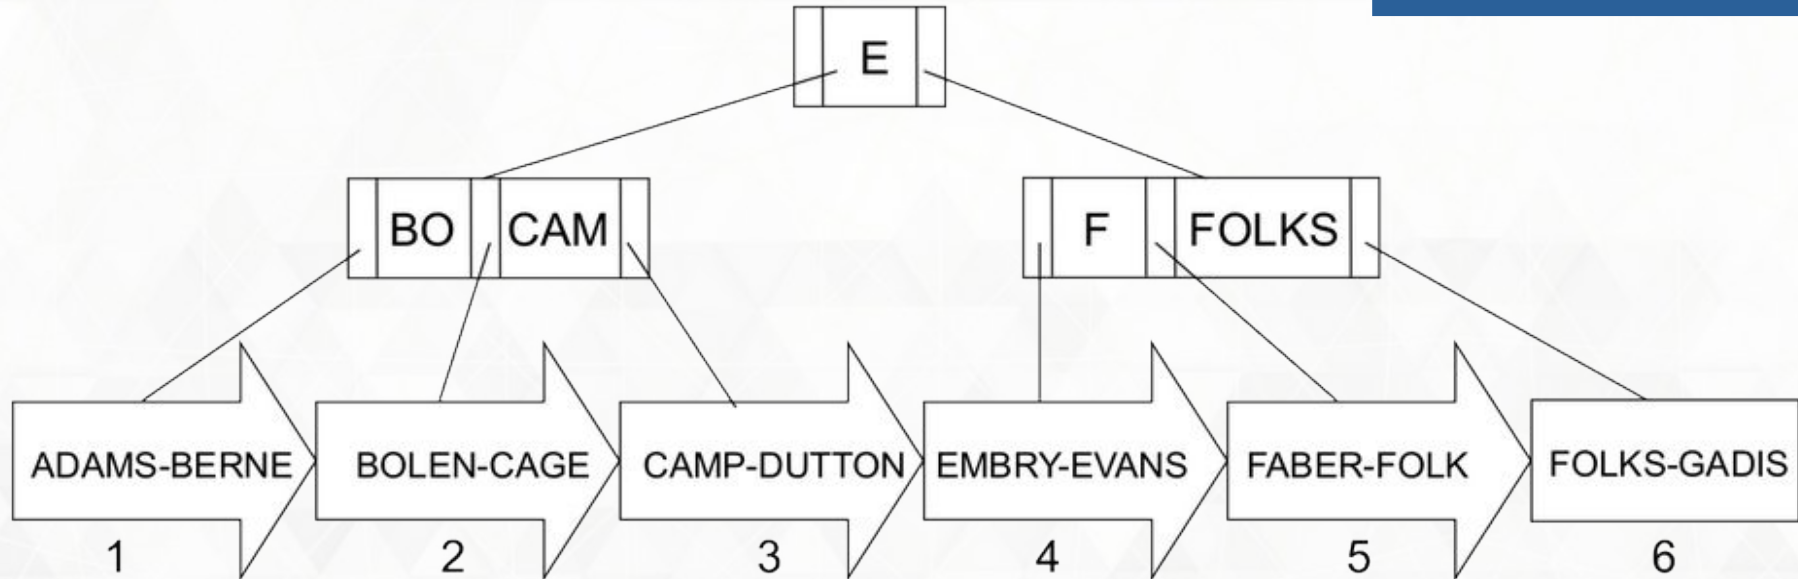 E
BO CAM F FOLKS
ADAMS-BERNE BOLEN-CAGE CAMP-DUTTON EMBRY-EVANS FABER-FOLK FOLKS-GADIS
1 2 3 4 5 6